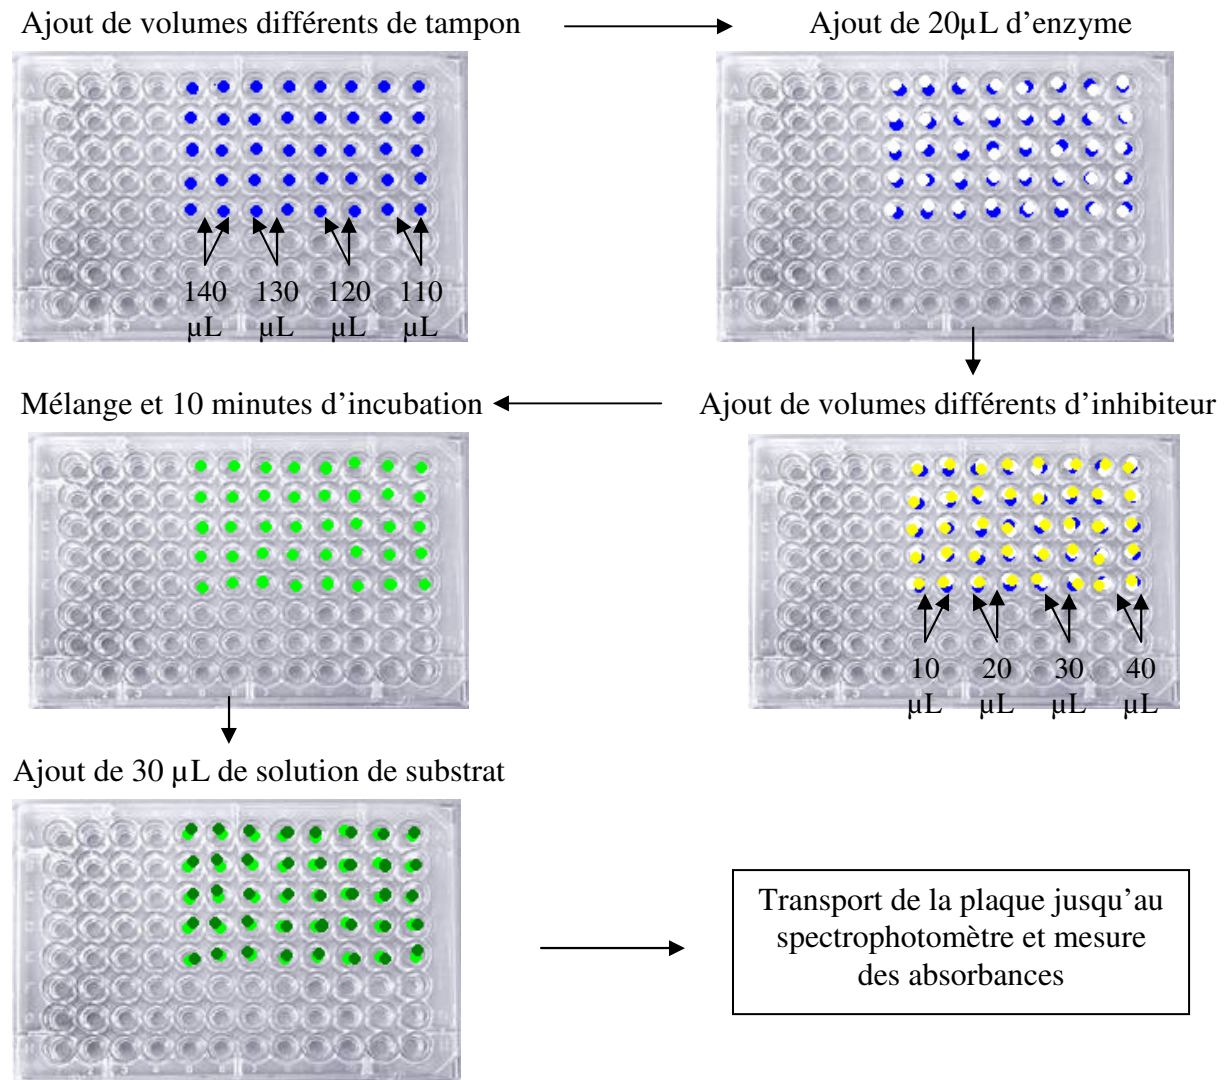 Ajout de volumes différents de tampon
Ajout de 20µL d’enzyme
140 130 120 110
µL µL µL µL
Mélange et 10 minutes d’incubation
Ajout de volumes différents d’inhibiteur
10 20 30 40
µL µL µL µL
Ajout de 30 µL de solution de substrat
Transport de la plaque jusqu’au
spectrophotomètre et mesure
des absorbances